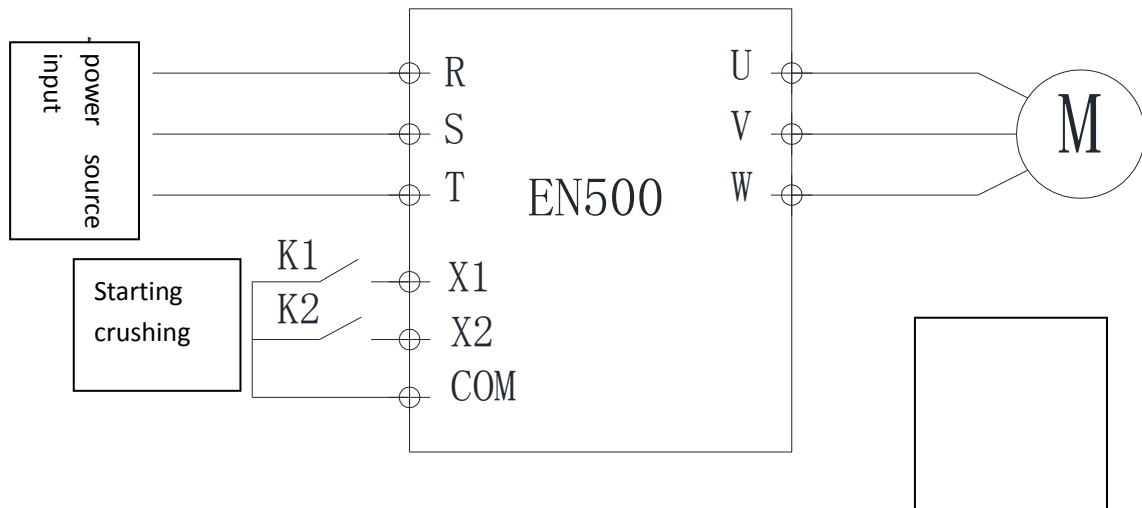 power source
input
R
S
T
U
V
W
M
EN500
K1
K2
X1
X2
COM
Starting
crushing